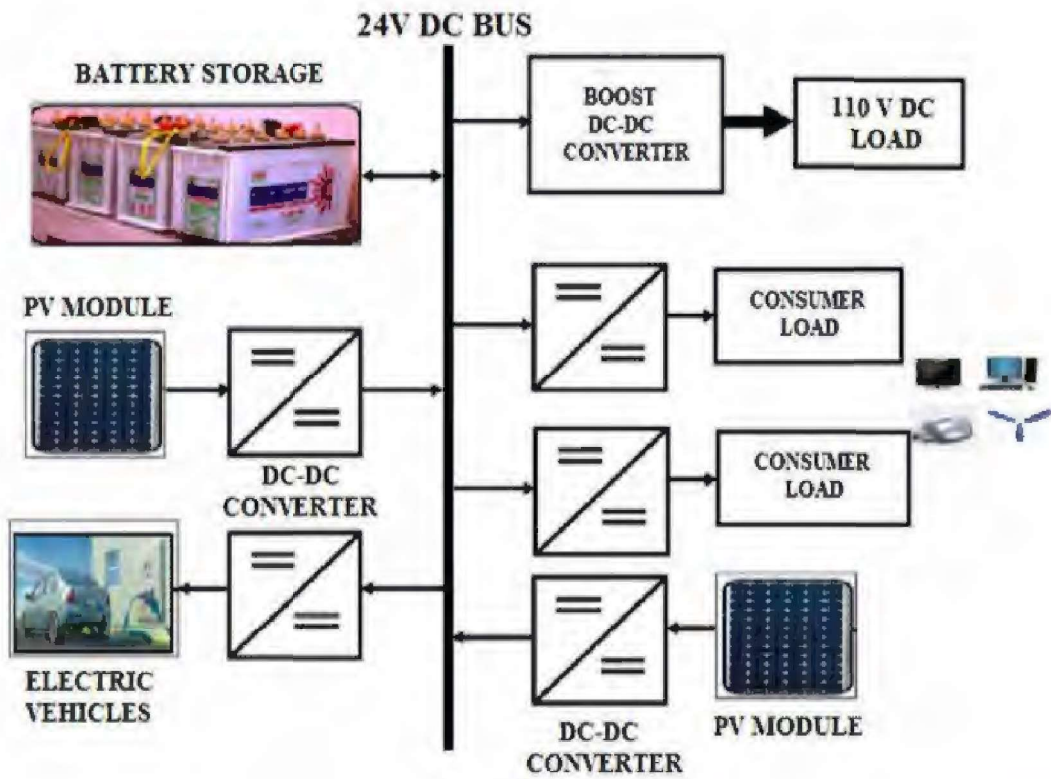 24V DC BUS
BATTERY STORAGE
BOOST
DC-DC
CONVERTER
110 V DC
LOAD
PV MODULE
CONSUMER
LOAD
DC-DC
CONVERTER
CONSUMER
LOAD
ELECTRIC
VEHICLES
DC-DC
CONVERTER
PV MODULE